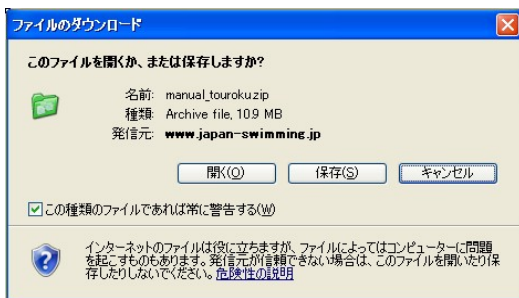 ファイルのダウンロード
このファイルを開くか、または保存しますか?
名前: manual_touroku.zip
種類: Archive file, 10.9 MB
発信元: www.japan-swimming.jp
開く(O) 保存(S) キャンセル
この種類のファイルであれば常に警告する(W)
インターネットのファイルは役に立ちますが、ファイルによってはコンピューターに問題
を起こすものもあります。発信元が信頼できない場合は、このファイルを開いたり保
存したりしないでください。危険性の説明